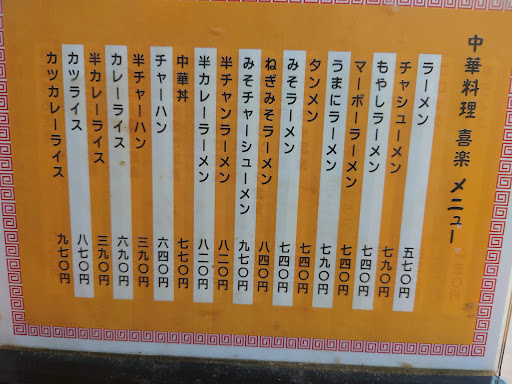 中華料理 喜楽 メニュー
ラーメン 五七〇円
チャシューメン 七九〇円
もやしラーメン 七四〇円
マーボーラーメン 七四〇円
うまにラーメン 七九〇円
タンメン 七四〇円
みそラーメン 七四〇円
ねぎみそラーメン 八四〇円
みそチャーシューメン 九七〇円
半チャンラーメン 八二〇円
半カレーラーメン 八二〇円
中華丼 七七〇円
チャーハン 六四〇円
半チャーハン 三九〇円
カレーライス 六九〇円
半カレーライス 三九〇円
カツライス 八七〇円
カツカレーライス 九七〇円